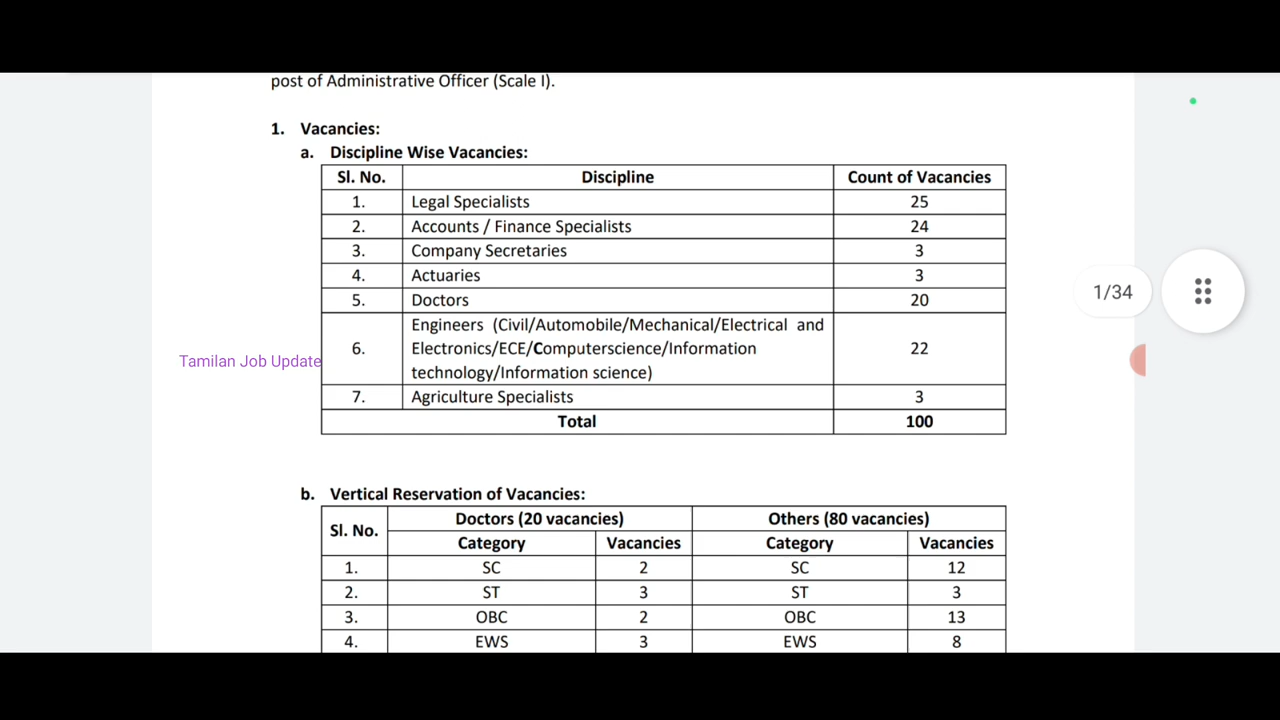 post of Administrative Officer (Scale I).
1. Vacancies:
a. Discipline Wise Vacancies:
Sl. No. Discipline Count of Vacancies
1. Legal Specialists 25
2. Accounts / Finance Specialists 24
3. Company Secretaries 3
4. Actuaries 3
5. Doctors 20
Engineers (Civil/Automobile/Mechanical/Electrical and
6. Electronics/ECE/Computerscience/Information 22
technology/Information science)
7. Agriculture Specialists 3
Total 100
b. Vertical Reservation of Vacancies:
Sl. No. Doctors (20 vacancies) Others (80 vacancies)
Category Vacancies Category Vacancies
1. SC 2 SC 12
2. ST 3 ST 3
3. OBC 2 OBC 13
4. EWS 3 EWS 8
1/34
Tamilan Job Update